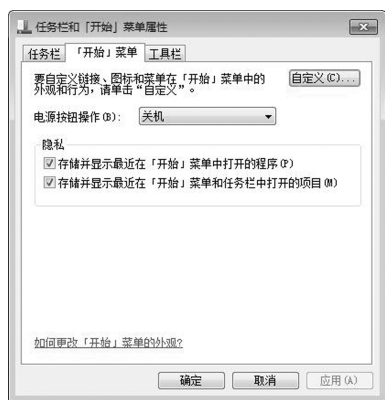 任务栏和「开始」菜单属性
任务栏 「开始」菜单 工具栏
要自定义链接、图标和菜单在「开始」菜单中的
外观和行为，请单击“自定义”。
自定义(C)...
电源按钮操作(B): 关机
隐私
存储并显示最近在「开始」菜单中打开的程序(P)
存储并显示最近在「开始」菜单和任务栏中打开的项目(M)
如何更改「开始」菜单的外观?
确定 取消 应用(A)